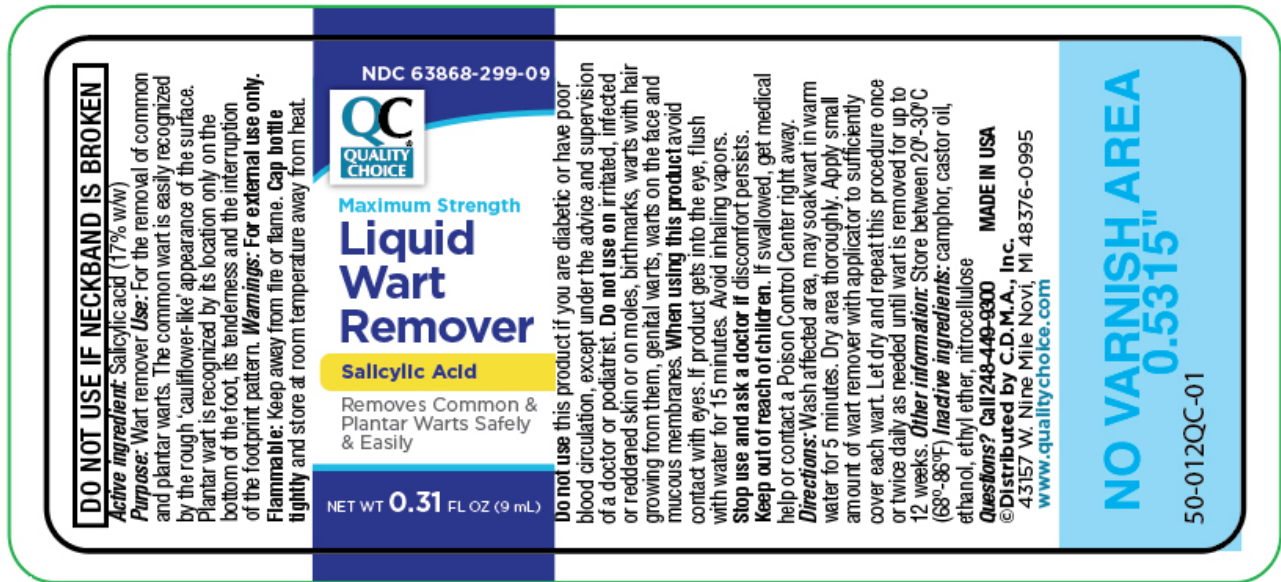 DO NOT USE IF NECKBAND IS BROKEN
Active ingredient: Salicylic acid (17% w/w)
Purpose: Wart remover Use: For the removal of common
and plantar warts. The common wart is easily recognized
by the rough ‘cauliflower-like’ appearance of the surface.
Plantar wart is recognized by its location only on the
bottom of the foot, its tenderness and the interruption
of the footprint pattern. Warnings: For external use only.
Flammable: Keep away from fire or flame. Cap bottle
tightly and store at room temperature away from heat.
NDC 63868-299-09
QC
QUALITY
CHOICE
®
Maximum Strength
Liquid
Wart
Remover
Salicylic Acid
Removes Common &
Plantar Warts Safely
& Easily
NET WT 0.31 FL OZ (9 mL)
Do not use this product if you are diabetic or have poor
blood circulation, except under the advice and supervision
of a doctor or podiatrist. Do not use on irritated, infected
or reddened skin or on moles, birthmarks, warts with hair
growing from them, genital warts, warts on the face and
mucous membranes. When using this product avoid
contact with eyes. If product gets into the eye, flush
with water for 15 minutes. Avoid inhaling vapors.
Stop use and ask a doctor if discomfort persists.
Keep out of reach of children. If swallowed, get medical
help or contact a Poison Control Center right away.
Directions: Wash affected area, may soak wart in warm
water for 5 minutes. Dry area thoroughly. Apply small
amount of wart remover with applicator to sufficiently
cover each wart. Let dry and repeat this procedure once
or twice daily as needed until wart is removed for up to
12 weeks. Other information: Store between 20º-30ºC
(68º-86ºF) Inactive ingredients: camphor, castor oil,
ethanol, ethyl ether, nitrocellulose
Questions? Call 248-449-9300 MADE IN USA
©Distributed by C.D.M.A., Inc.
43157 W. Nine Mile Novi, MI 48376-0995
www.qualitychoice.com
NO VARNISH AREA
0.5315"
50-012QC-01